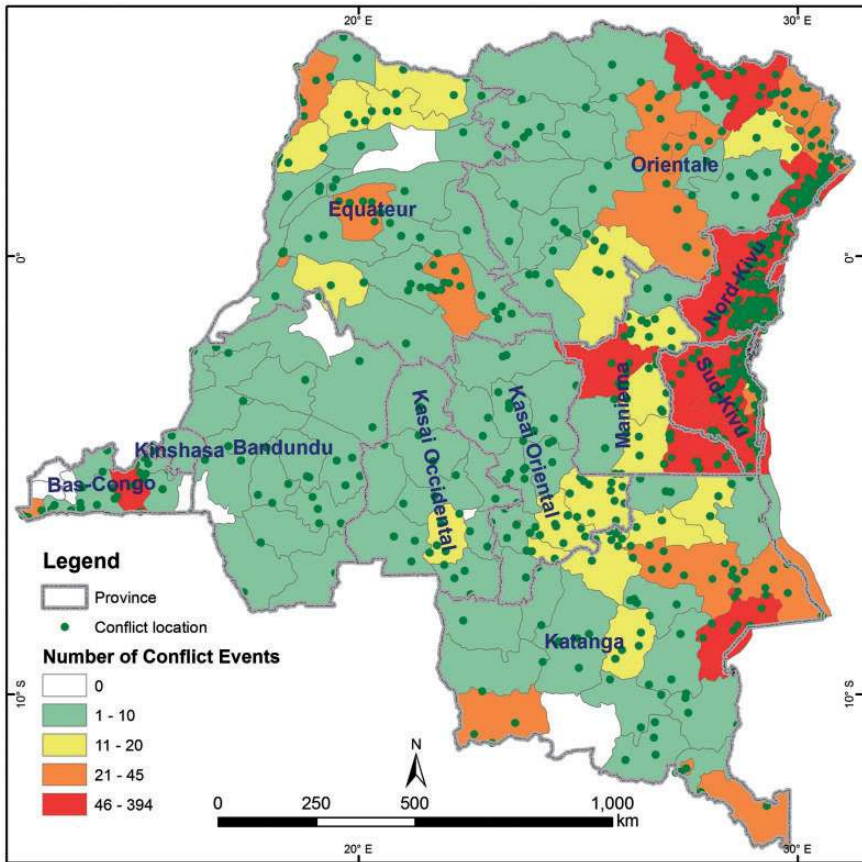 20° E
30° E
Orientale
Equateur
0°
0°
Nord-Kivu
Sud-Kivu
Maniema
Kasai Occidental
Kasai Oriental
Kinshasa
Bandundu
Bas-Congo
Katanga
Legend
Province
Conflict location
Number of Conflict Events
0
1 - 10
11 - 20
21 - 45
46 - 394
10° S
10° S
N
0 250 500 1,000
km
20° E
30° E